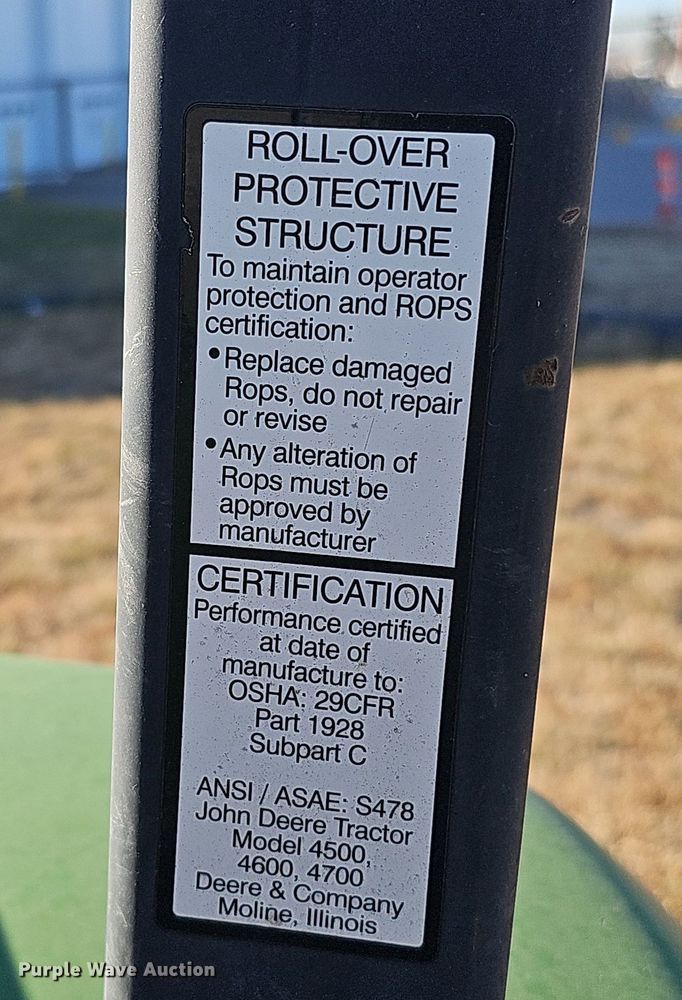 ROLL-OVER
PROTECTIVE
STRUCTURE
To maintain operator
protection and ROPS
certification:
• Replace damaged
Rops, do not repair
or revise
• Any alteration of
Rops must be
approved by
manufacturer
CERTIFICATION
Performance certified
at date of
manufacture to:
OSHA: 29CFR
Part 1928
Subpart C
ANSI / ASAE: S478
John Deere Tractor
Model 4500,
4600, 4700
Deere & Company
Moline, Illinois
Purple Wave Auction